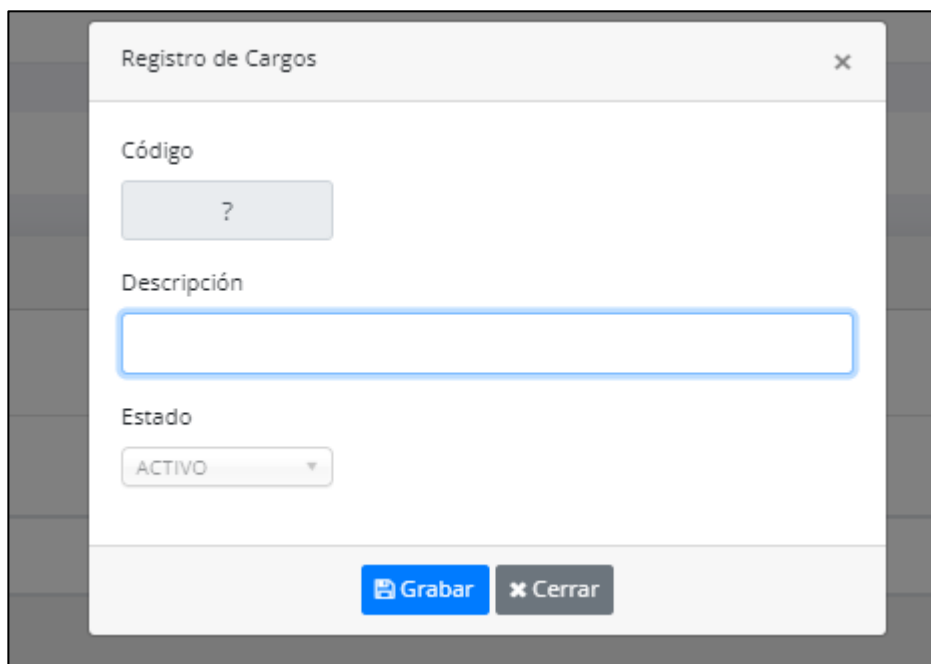 Registro de Cargos ×
Código
?
Descripción
Estado
ACTIVO
Grabar
Cerrar